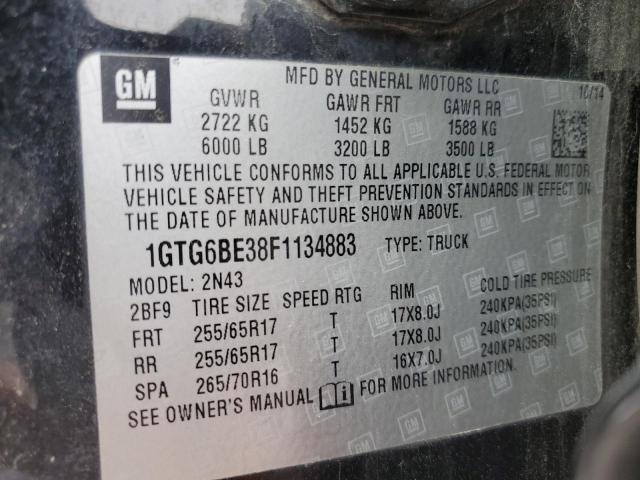 GM
MFD BY GENERAL MOTORS LLC
10/14
GVWR GAWR FRT GAWR RR
2722 KG 1452 KG 1588 KG
6000 LB 3200 LB 3500 LB
THIS VEHICLE CONFORMS TO ALL APPLICABLE U.S. FEDERAL MOTOR
VEHICLE SAFETY AND THEFT PREVENTION STANDARDS IN EFFECT ON
THE DATE OF MANUFACTURE SHOWN ABOVE.
1GTG6BE38F1134883 TYPE: TRUCK
MODEL: 2N43
2BF9 TIRE SIZE SPEED RTG RIM COLD TIRE PRESSURE
FRT 255/65R17 T 17X8.0J 240KPA(35PSI)
RR 255/65R17 T 17X8.0J 240KPA(35PSI)
SPA 265/70R16 T 16X7.0J 240KPA(35PSI)
SEE OWNER'S MANUAL i FOR MORE INFORMATION.